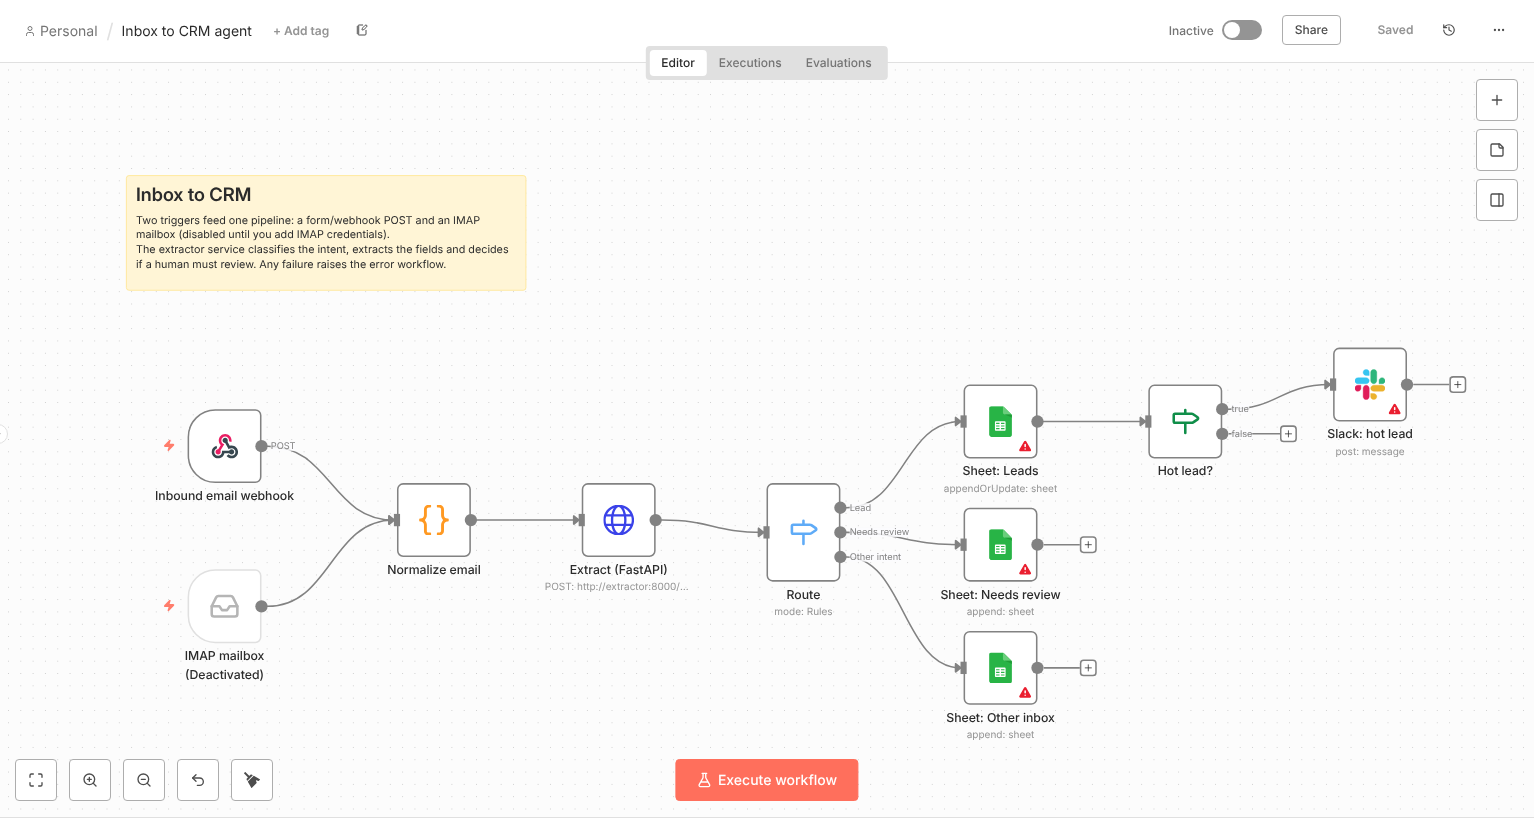 Personal / Inbox to CRM agent + Add tag
Inactive Share Saved
Editor Executions Evaluations
Inbox to CRM
Two triggers feed one pipeline: a form/webhook POST and an IMAP
mailbox (disabled until you add IMAP credentials).
The extractor service classifies the intent, extracts the fields and decides
if a human must review. Any failure raises the error workflow.
POST
Inbound email webhook
IMAP mailbox
(Deactivated)
Normalize email
Extract (FastAPI)
POST: http://extractor:8000/...
Lead
Needs review
Other intent
Route
mode: Rules
Sheet: Leads
appendOrUpdate: sheet
Sheet: Needs review
append: sheet
Sheet: Other inbox
append: sheet
true
false
Hot lead?
Slack: hot lead
post: message
Execute workflow